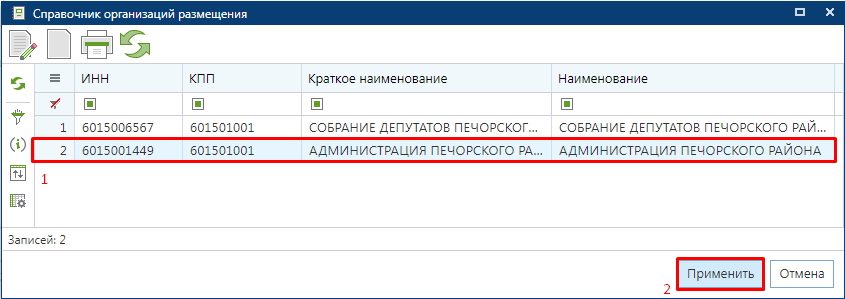 Справочник организаций размещения
ИНН КПП Краткое наименование Наименование
1 6015006567 601501001 СОБРАНИЕ ДЕПУТАТОВ ПЕЧОРСКОГ... СОБРАНИЕ ДЕПУТАТОВ ПЕЧОРСКОГО РАЙ...
2 6015001449 601501001 АДМИНИСТРАЦИЯ ПЕЧОРСКОГО РА... АДМИНИСТРАЦИЯ ПЕЧОРСКОГО РАЙОНА
1
Записей: 2
Применить Отмена
2